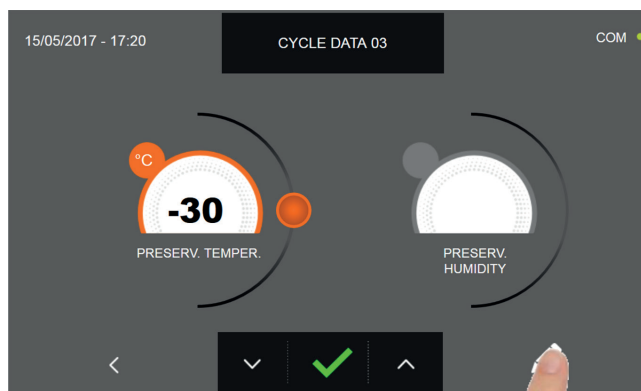 15/05/2017 - 17:20
CYCLE DATA 03
COM
°C
-30
PRESERV. TEMPER.
PRESERV.
HUMIDITY